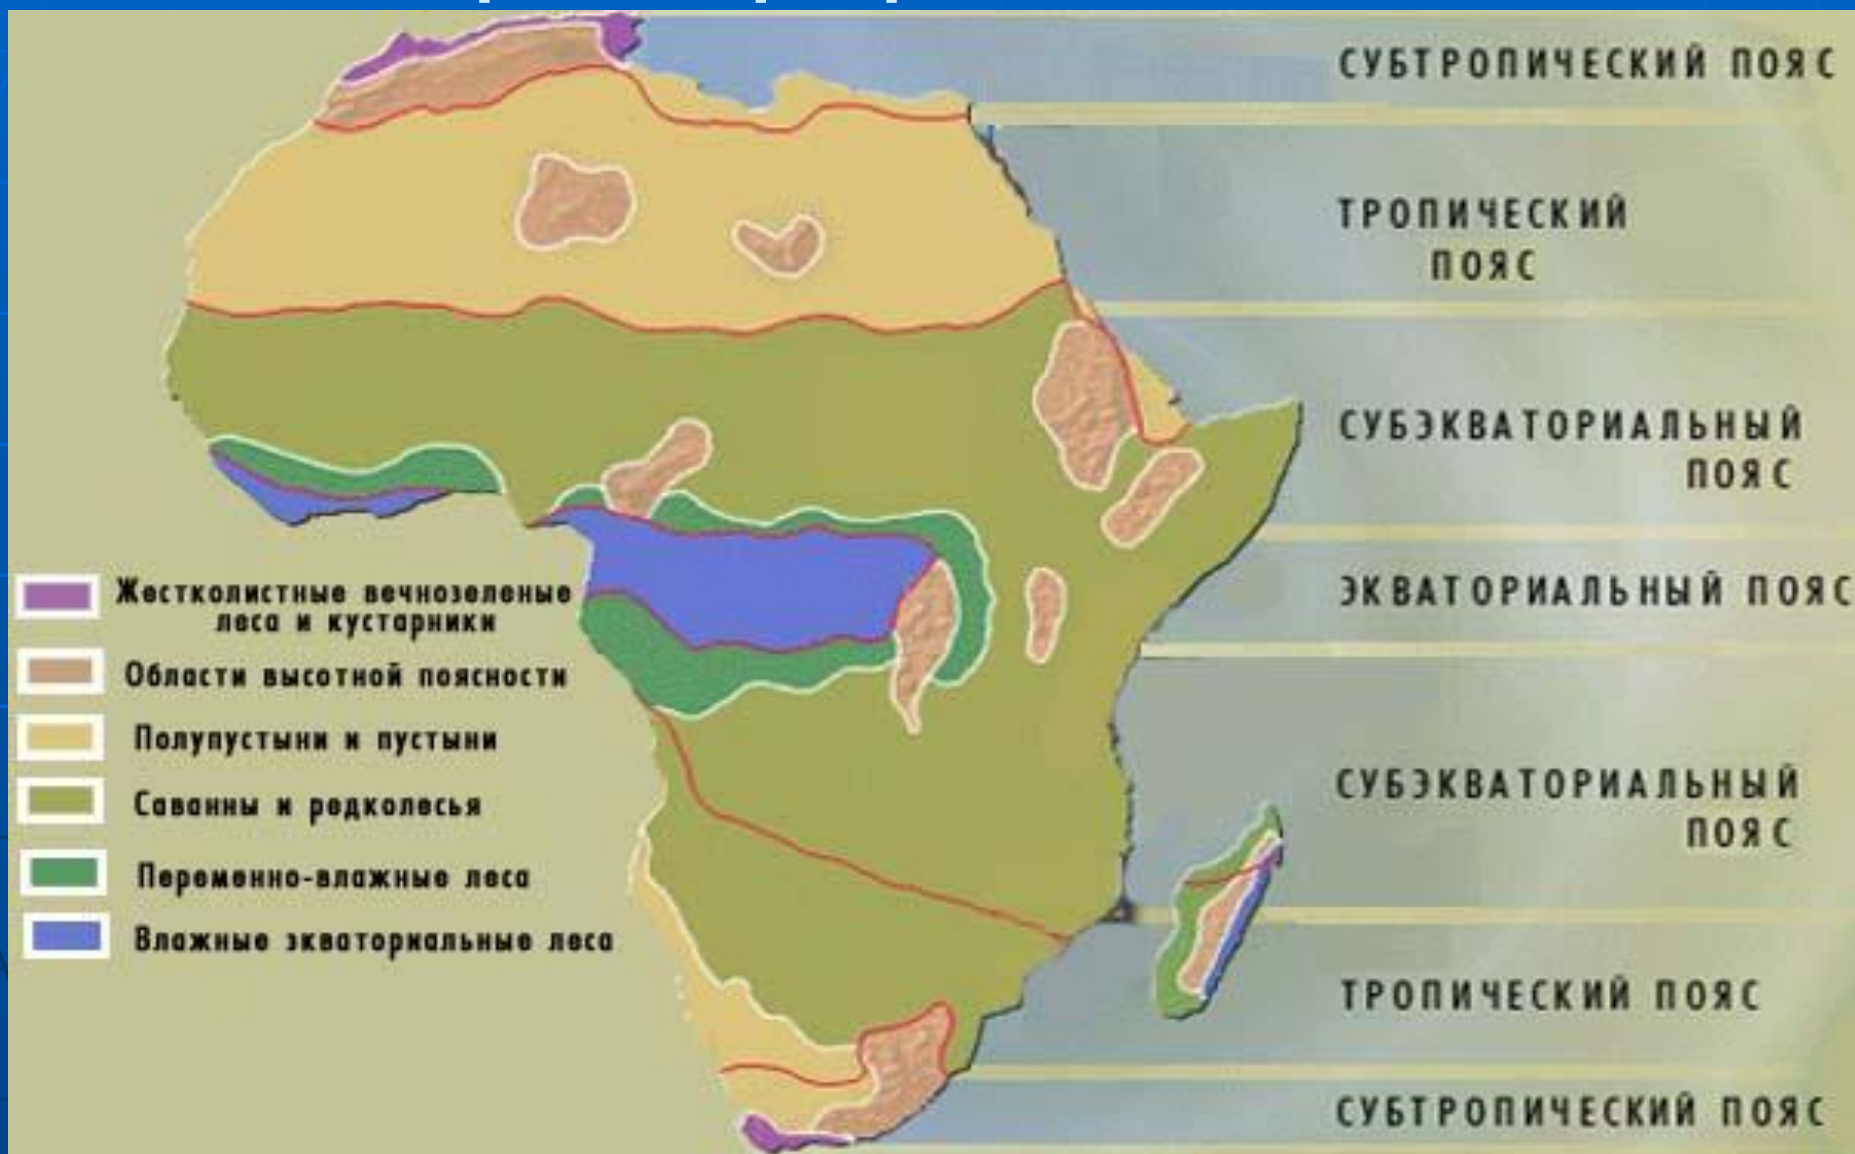 СУБТРОПИЧЕСКИЙ ПОЯС
ТРОПИЧЕСКИЙ
ПОЯС
СУБЭКВАТОРИАЛЬНЫЙ
ПОЯС
ЭКВАТОРИАЛЬНЫЙ ПОЯС
СУБЭКВАТОРИАЛЬНЫЙ
ПОЯС
ТРОПИЧЕСКИЙ ПОЯС
СУБТРОПИЧЕСКИЙ ПОЯС
Жестколистные вечнозеленые
леса и кустарники
Области высотной поясности
Полупустыни и пустыни
Саванны и редколесья
Переменно-влажные леса
Влажные экваториальные леса